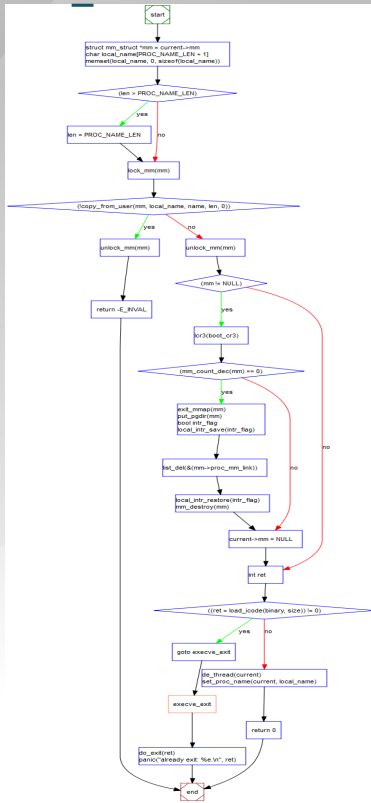 start
struct mm_struct *mm = current->mm
char local_name[PROC_NAME_LEN + 1]
memset(local_name, 0, sizeof(local_name))
(len > PROC_NAME_LEN)
yes
len = PROC_NAME_LEN
no
lock_mm(mm)
(!copy_from_user(mm, local_name, name, len, 0))
yes
no
unlock_mm(mm)
unlock_mm(mm)
(mm != NULL)
return -E_INVAL
yes
lcr3(boot_cr3)
(mm_count_dec(mm) == 0)
yes
exit_mmap(mm)
put_pgdir(mm)
bool intr_flag
local_intr_save(intr_flag)
no
list_del(&(mm->proc_mm_link))
no
local_intr_restore(intr_flag)
mm_destroy(mm)
current->mm = NULL
int ret
((ret = load_icode(binary, size)) != 0)
yes
no
goto execve_exit
de_thread(current)
set_proc_name(current, local_name)
execve_exit
return 0
do_exit(ret)
panic("already exit: %e.\n", ret)
end